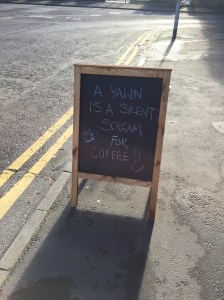 A YAWN
IS A SILENT
SCREAM
FOR
COFFEE!!